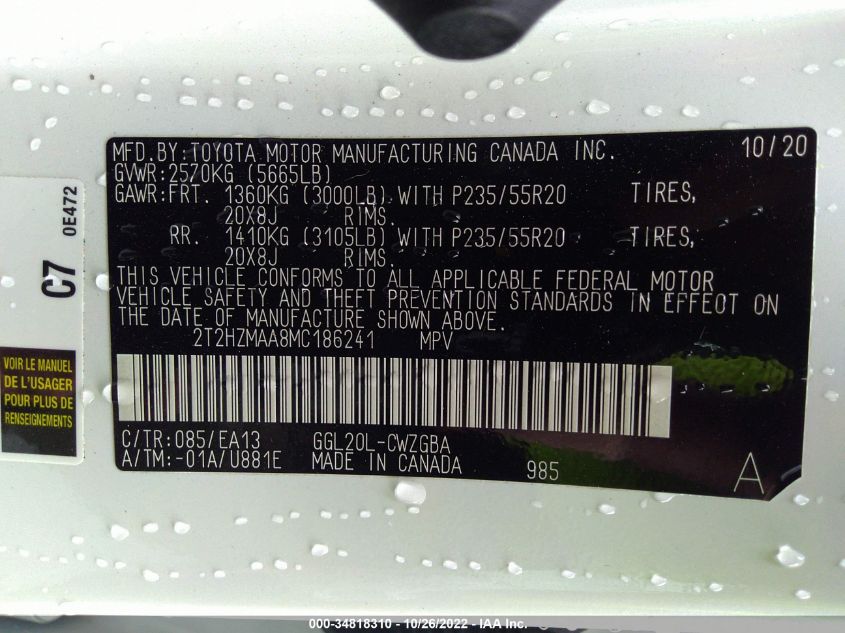 MFD.BY:TOYOTA MOTOR MANUFACTURING CANADA INC. 10/20
GVWR:2570KG (5665LB)
GAWR:FRT. 1360KG (3000LB) WITH P235/55R20 TIRES,
20X8J RIMS.
RR. 1410KG (3105LB) WITH P235/55R20 TIRES,
20X8J RIMS.
THIS VEHICLE CONFORMS TO ALL APPLICABLE FEDERAL MOTOR
VEHICLE SAFETY AND THEFT PREVENTION STANDARDS IN EFFECT ON
THE DATE OF MANUFACTURE SHOWN ABOVE.
2T2HZMAA8MC186241 MPV
C/TR:085/EA13 GGL20L-CWZGBA
A/TM:-01A/U881E MADE IN CANADA 985 A
C7 0E472
VOIR LE MANUEL
DE L'USAGER
POUR PLUS DE
RENSEIGNEMENTS
000-34818310 - 10/26/2022 - IAA Inc.